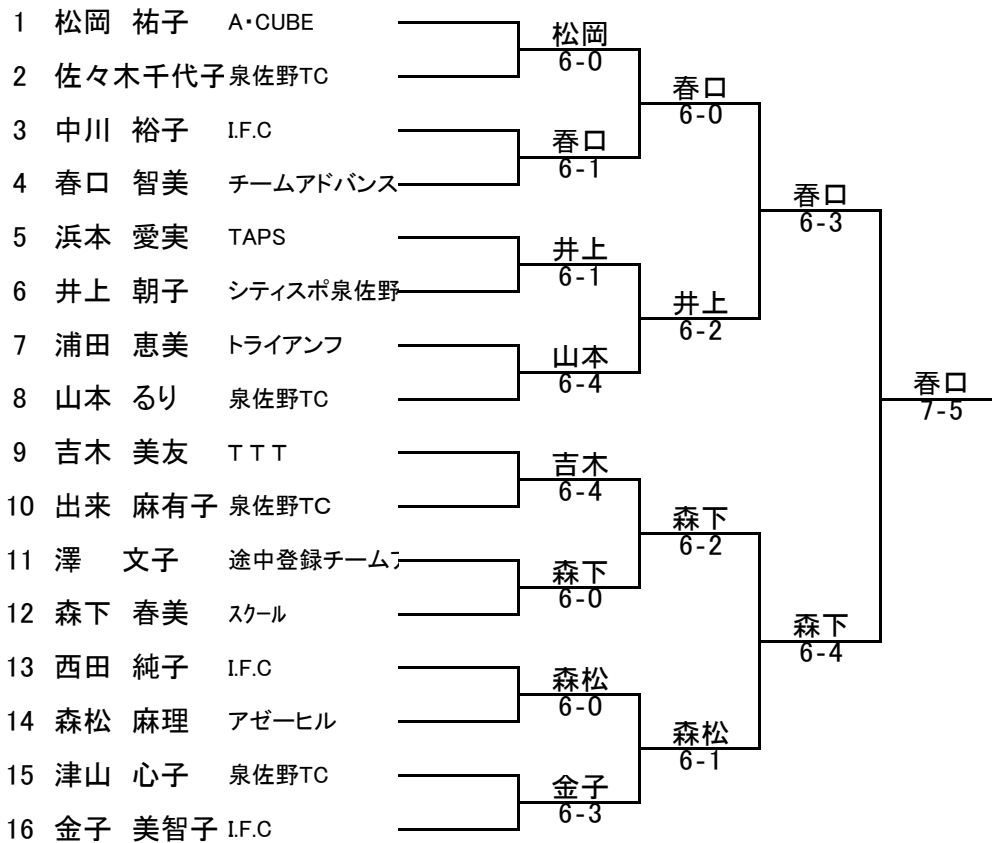 1 松岡 祐子 A・CUBE
2 佐々木千代子 泉佐野TC
3 中川 裕子 I.F.C
4 春口 智美 チームアドバンス
5 浜本 愛実 TAPS
6 井上 朝子 シティスポ泉佐野
7 浦田 恵美 トライアンフ
8 山本 るり 泉佐野TC
9 吉木 美友 TTT
10 出来 麻有子 泉佐野TC
11 澤 文子 途中登録チーム
12 森下 春美 スクール
13 西田 純子 I.F.C
14 森松 麻理 アゼーヒル
15 津山 心子 泉佐野TC
16 金子 美智子 I.F.C
松岡
6-0
春口
6-1
井上
6-1
山本
6-4
吉木
6-4
森下
6-0
森松
6-0
金子
6-3
春口
6-0
井上
6-2
森下
6-2
森松
6-1
春口
6-3
森下
6-4
春口
7-5